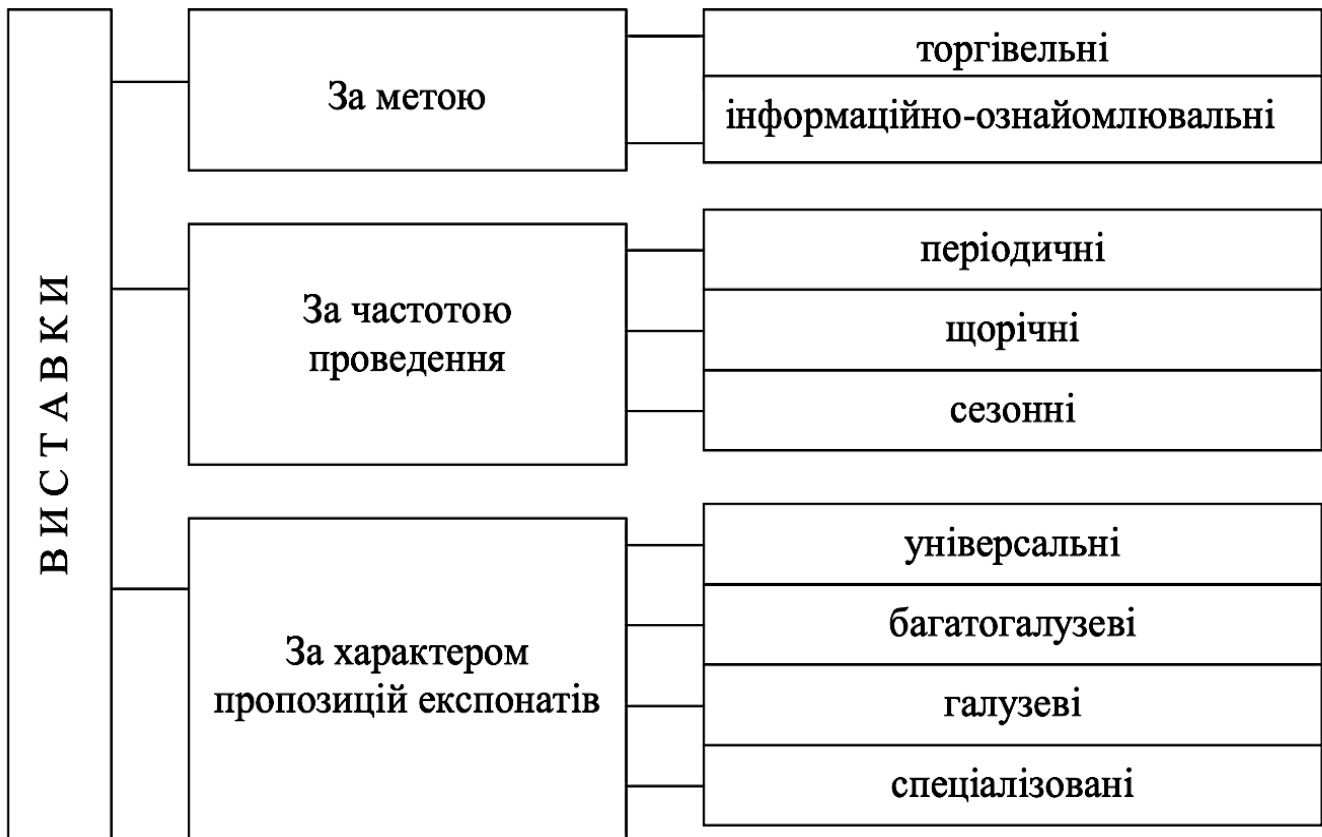 ВИСТАВКИ
За метою
торгівельні
інформаційно-ознайомлювальні
За частотою
проведення
періодичні
щорічні
сезонні
За характером
пропозицій експонатів
універсальні
багатогалузеві
галузеві
спеціалізовані